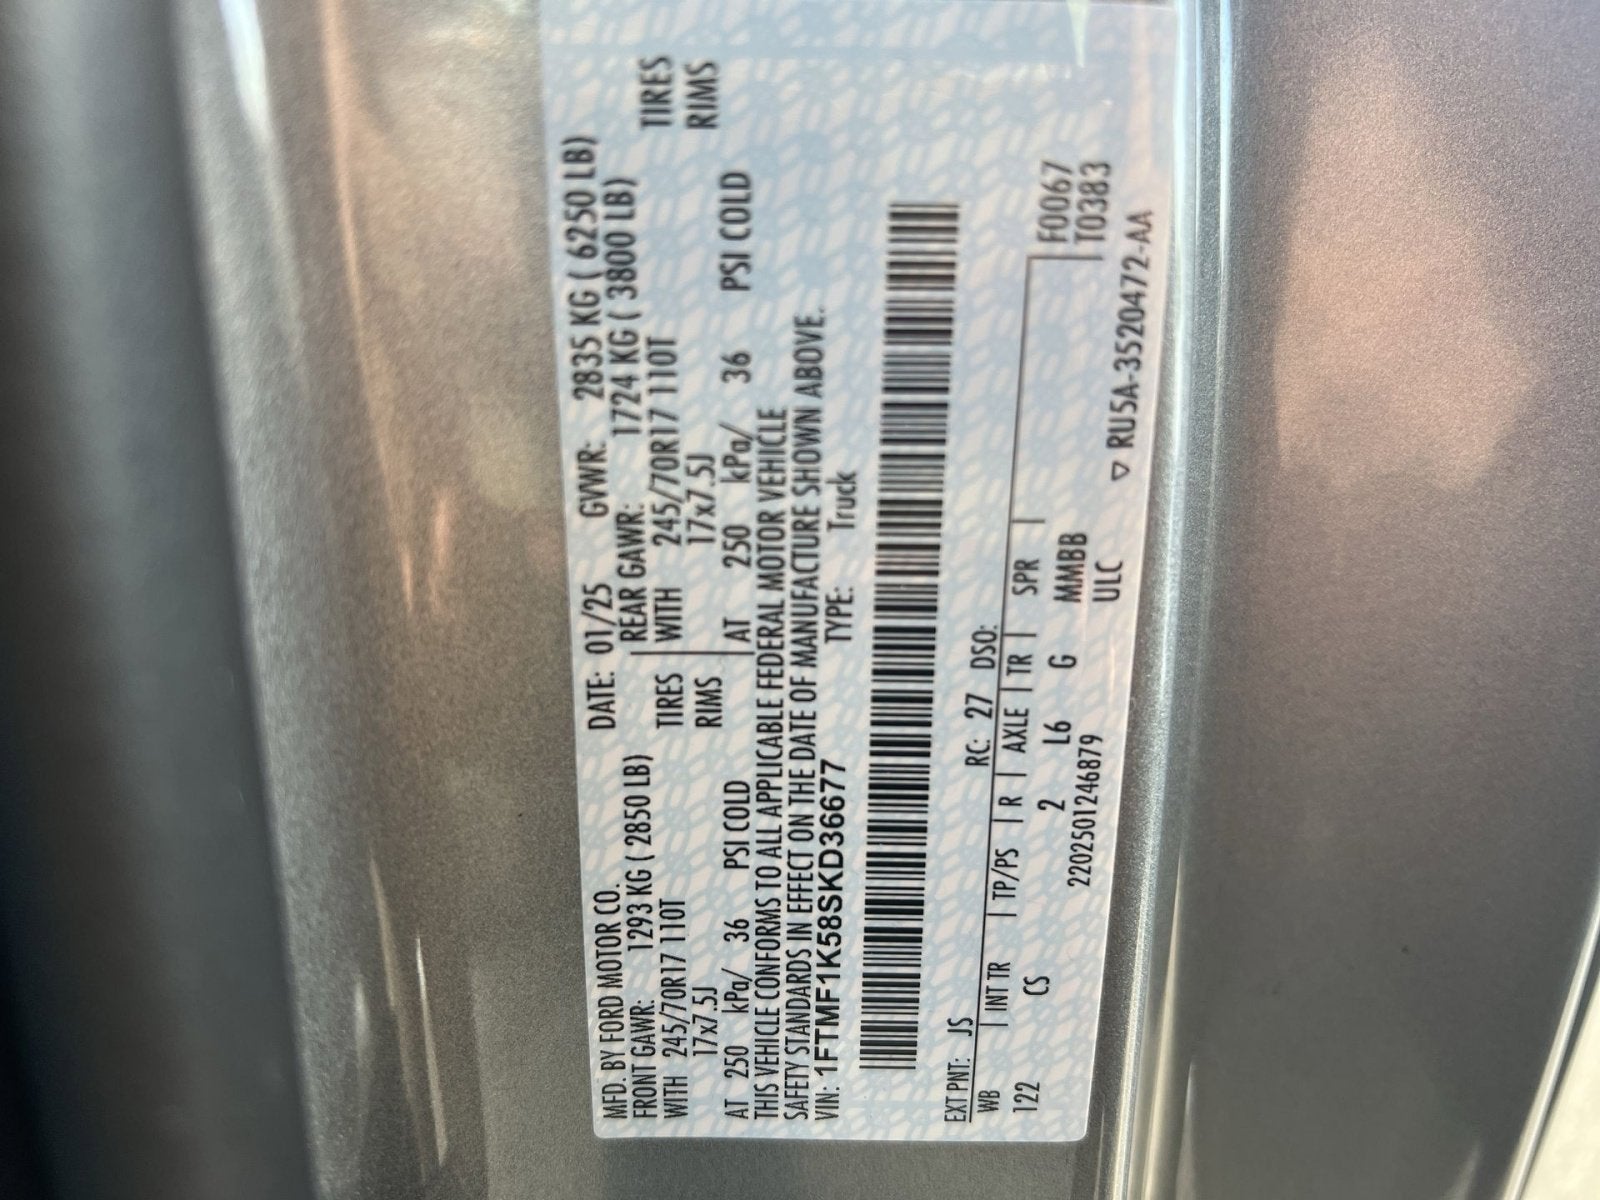 MFD. BY FORD MOTOR CO. DATE: 01/25 GVWR: 2835 KG ( 6250 LB)
FRONT GAWR: 1293 KG ( 2850 LB) REAR GAWR: 1724 KG ( 3800 LB)
WITH 245/70R17 110T TIRES WITH 245/70R17 110T TIRES
17x7.5J RIMS 17x7.5J RIMS
AT 250 kPa/ 36 PSI COLD AT 250 kPa/ 36 PSI COLD
THIS VEHICLE CONFORMS TO ALL APPLICABLE FEDERAL MOTOR VEHICLE
SAFETY STANDARDS IN EFFECT ON THE DATE OF MANUFACTURE SHOWN ABOVE.
VIN: 1FTMF1K58SKD36677 TYPE: Truck
EXT PNT: JS RC: 27 DSO:
WB | INT TR | TP/PS | R | AXLE | TR | SPR | F0067
122 CS 2 L6 G MMBB T0383
2202501246879 ULC ▽ RU5A-3520472-AA